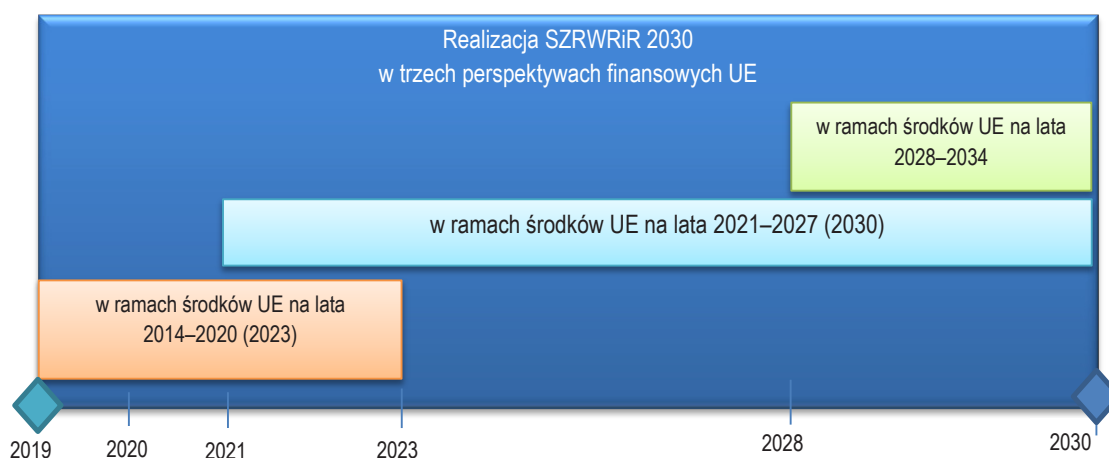 Realizacja SZRWRiR 2030
w trzech perspektywach finansowych UE
w ramach środków UE na lata
2028–2034
w ramach środków UE na lata 2021–2027 (2030)
w ramach środków UE na lata
2014–2020 (2023)
2019
2020
2021
2023
2028
2030